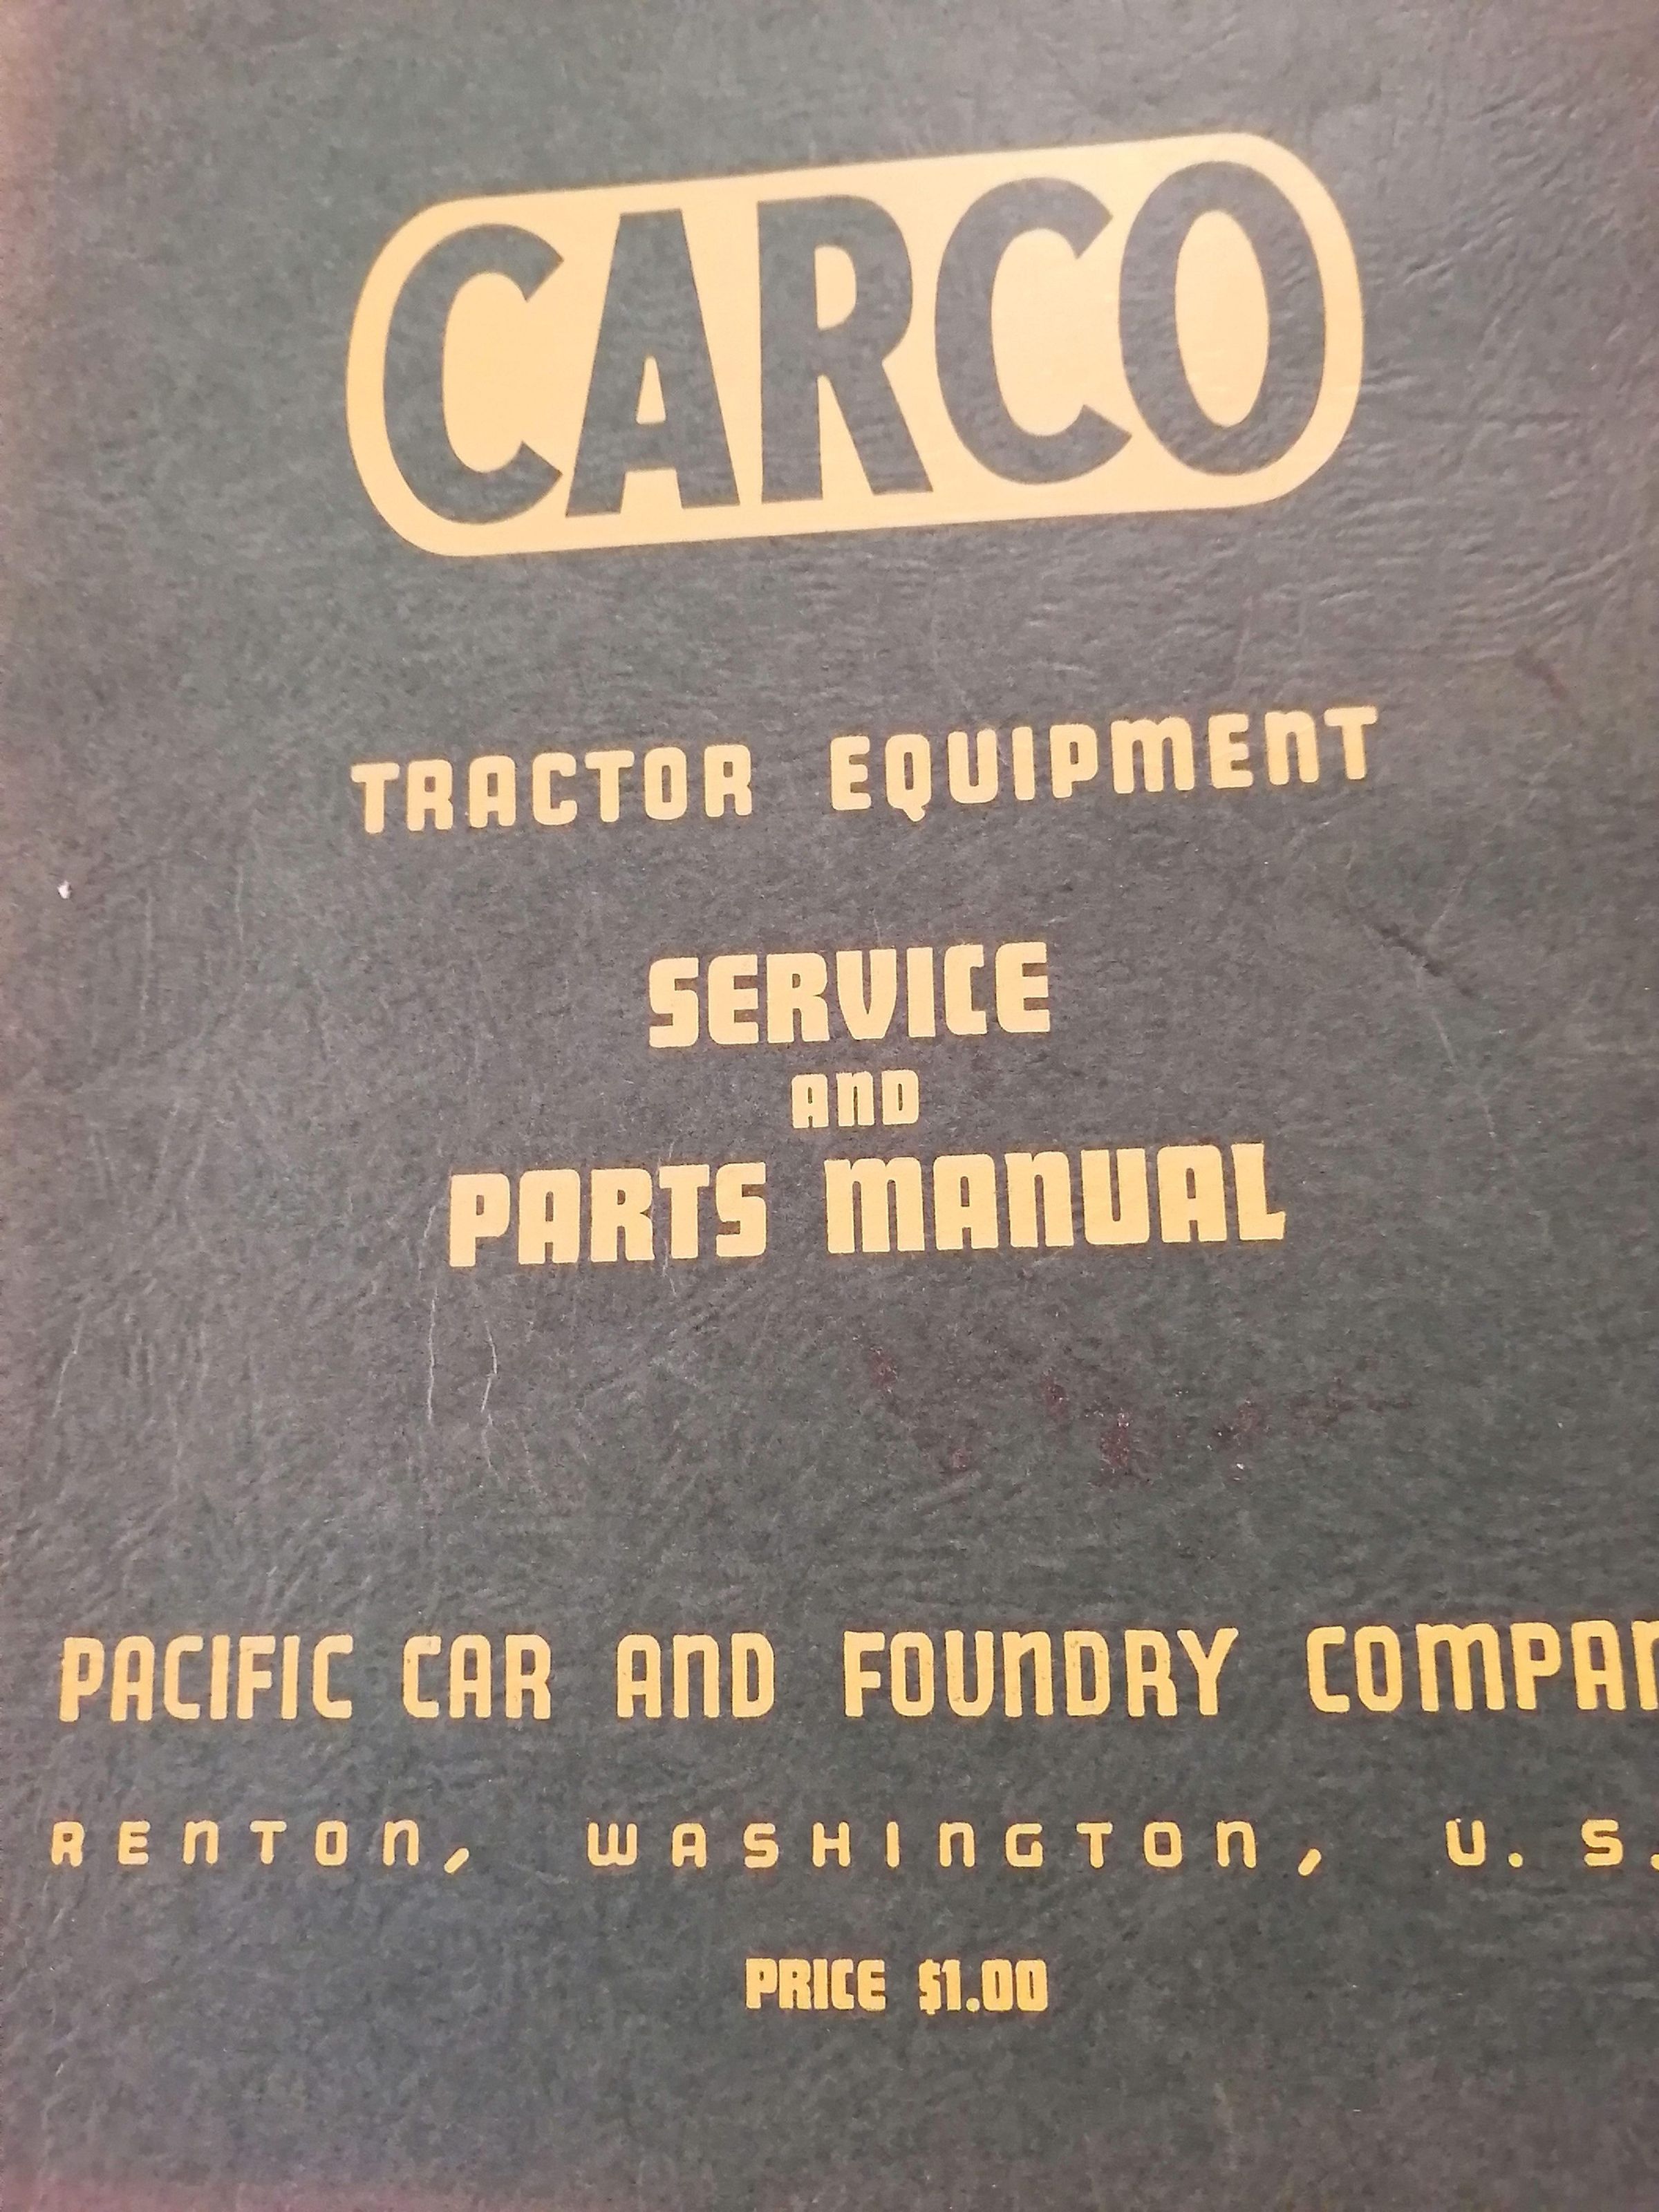 CARCO
TRACTOR EQUIPMENT
SERVICE
AND
PARTS MANUAL
PACIFIC CAR AND FOUNDRY COMPAN
RENTON, WASHINGTON, U. S.
PRICE $1.00